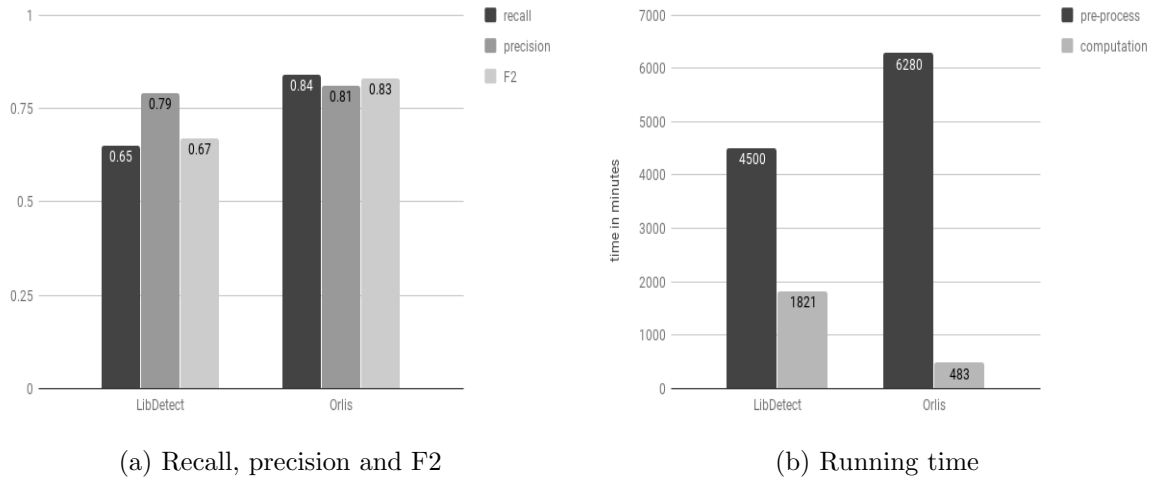 1
0.75
0.5
0.25
0
0.65
0.79
0.67
0.84
0.81
0.83
LibDetect
Orlis
recall
precision
F2
(a) Recall, precision and F2
time in minutes
7000
6000
5000
4000
3000
2000
1000
0
4500
1821
6280
483
LibDetect
Orlis
pre-process
computation
(b) Running time